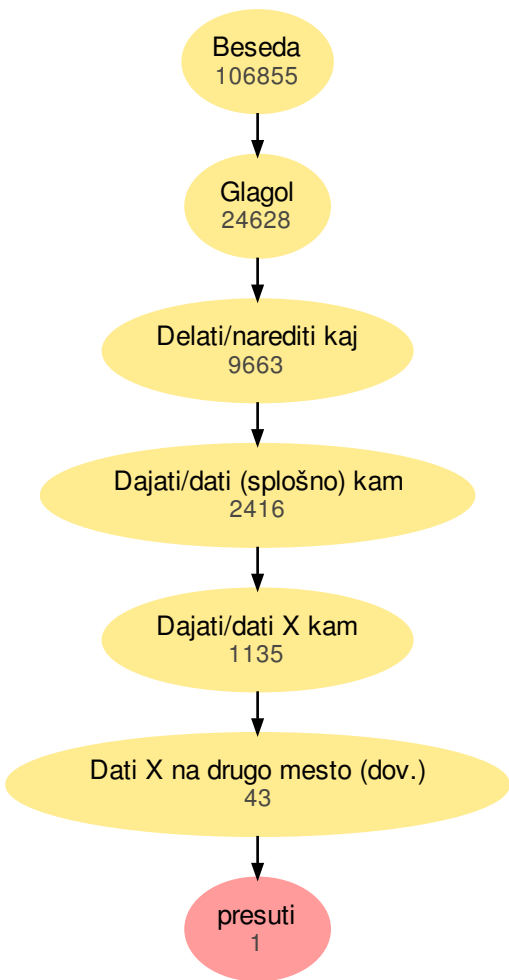 Beseda
106855
Glagol
24628
Delati/narediti kaj
9663
Dajati/dati (splošno) kam
2416
Dajati/dati X kam
1135
Dati X na drugo mesto (dov.)
43
presuti
1